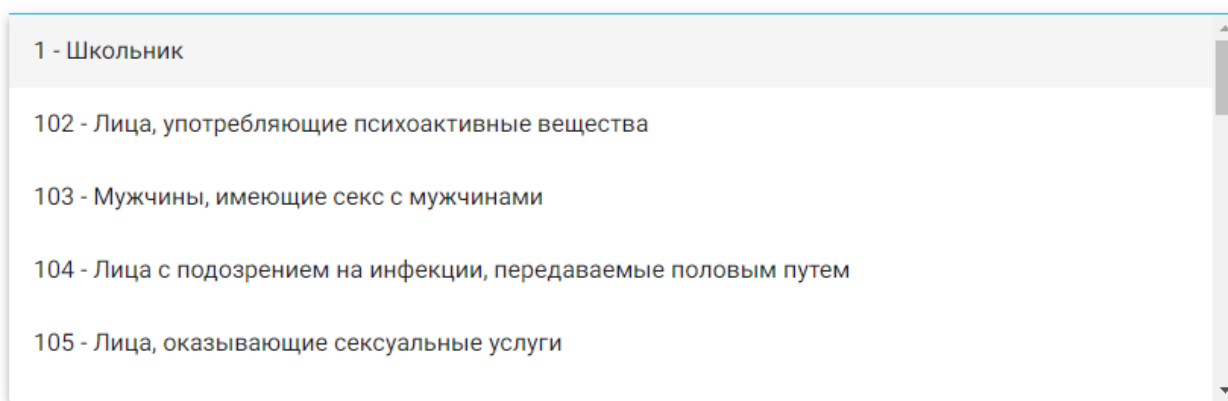 1 - Школьник
102 - Лица, употребляющие психоактивные вещества
103 - Мужчины, имеющие секс с мужчинами
104 - Лица с подозрением на инфекции, передаваемые половым путем
105 - Лица, оказывающие сексуальные услуги